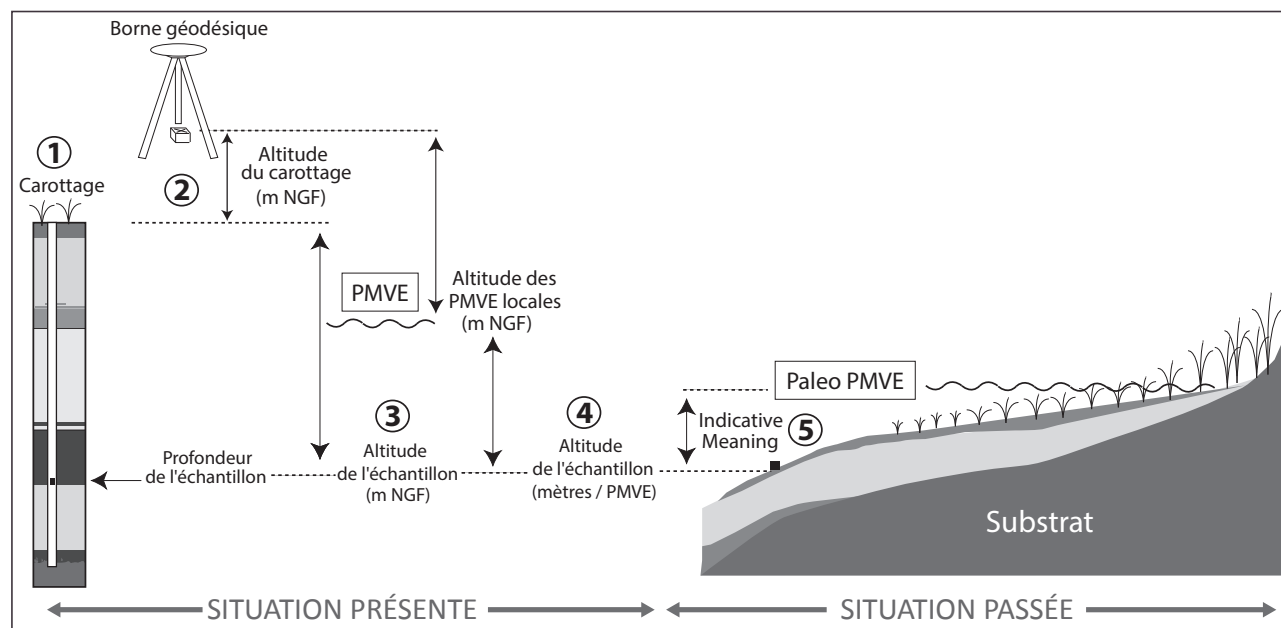 Borne géodésique
1
Carottage
2
Altitude
du carottage
(m NGF)
PMVE
Altitude des
PMVE locales
(m NGF)
Profondeur
de l'échantillon
3
Altitude
de l'échantillon
(m NGF)
4
Altitude
de l'échantillon
(mètres / PMVE)
Paleo PMVE
Indicative
Meaning
5
Substrat
SITUATION PRÉSENTE
SITUATION PASSÉE